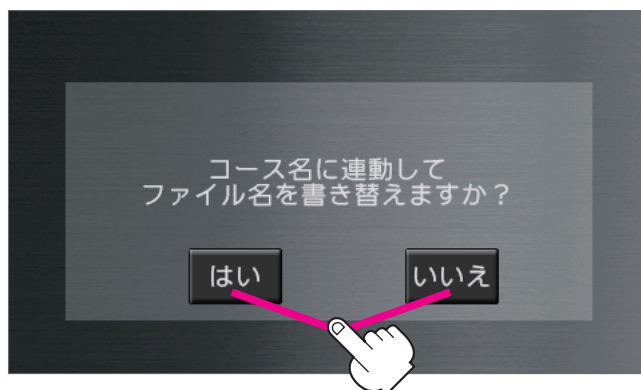 コース名に連動して
ファイル名を書き替えますか？
はい
いいえ